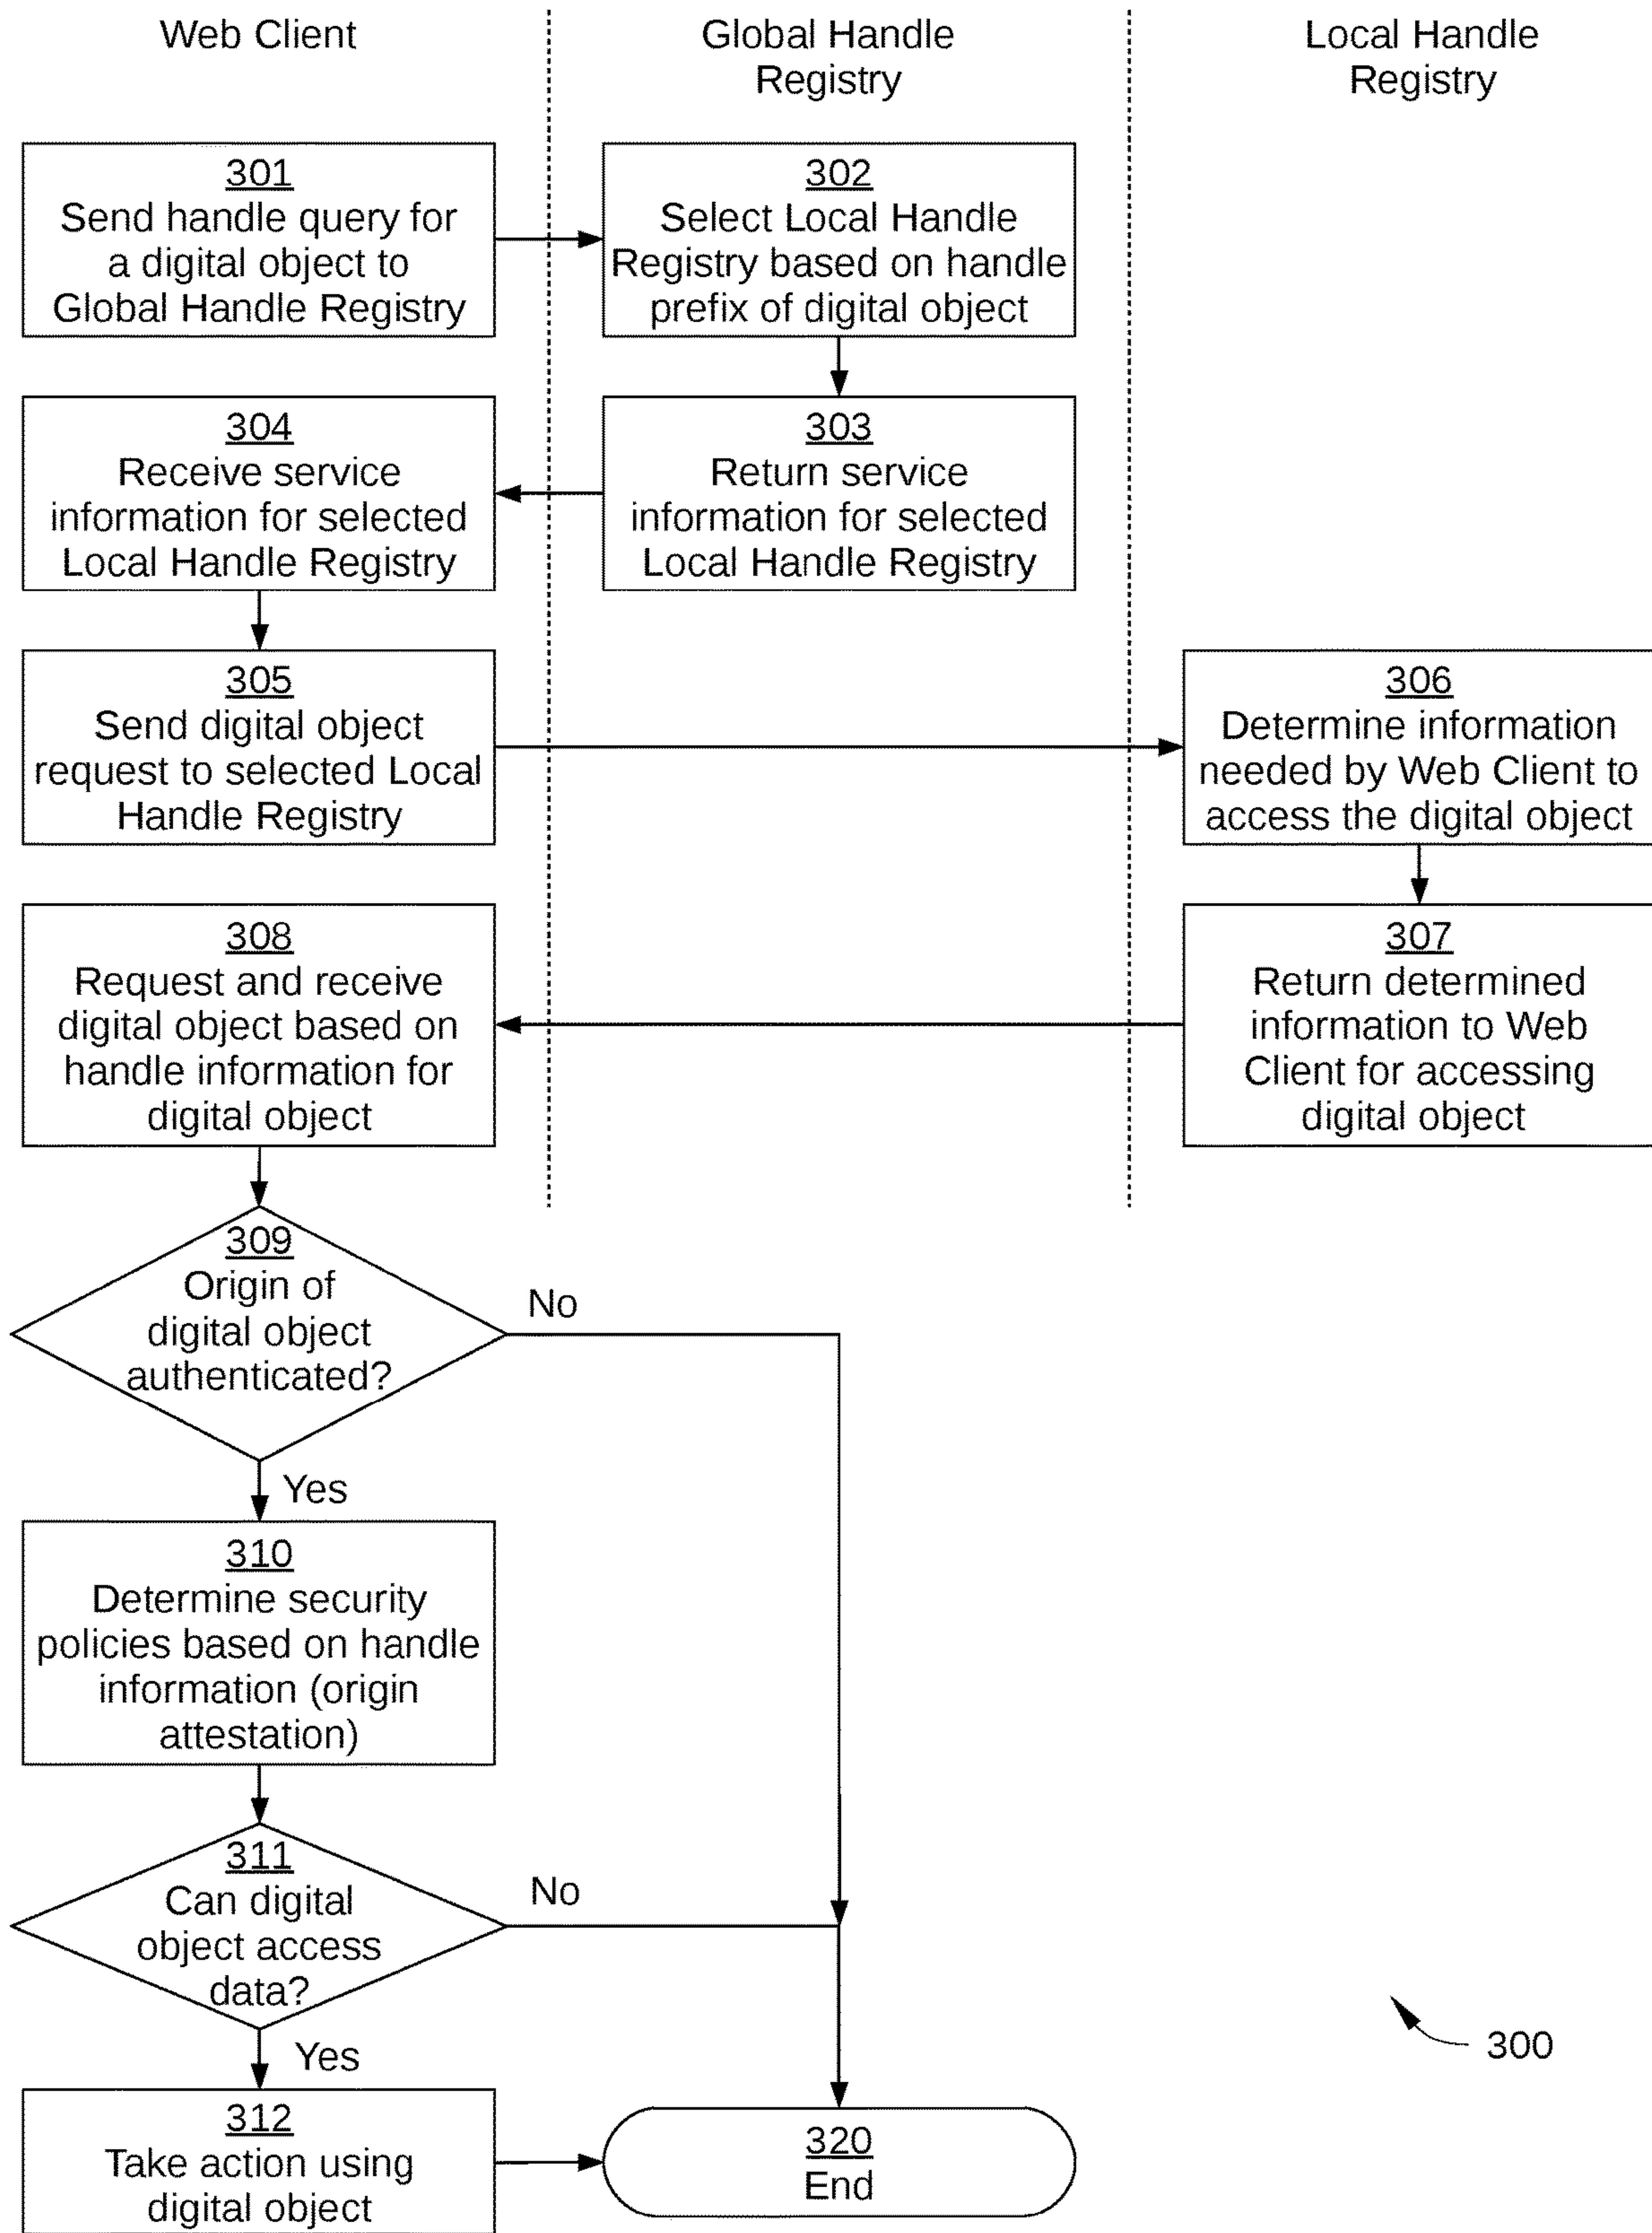 Web Client
Global Handle
Registry
Local Handle
Registry
301
Send handle query for
a digital object to
Global Handle Registry
302
Select Local Handle
Registry based on handle
prefix of digital object
304
Receive service
information for selected
Local Handle Registry
303
Return service
information for selected
Local Handle Registry
305
Send digital object
request to selected Local
Handle Registry
306
Determine information
needed by Web Client to
access the digital object
308
Request and receive
digital object based on
handle information for
digital object
307
Return determined
information to Web
Client for accessing
digital object
309
Origin of
digital object
authenticated?
No
Yes
310
Determine security
policies based on handle
information (origin
attestation)
311
Can digital
object access
data?
No
Yes
300
312
Take action using
digital object
320
End